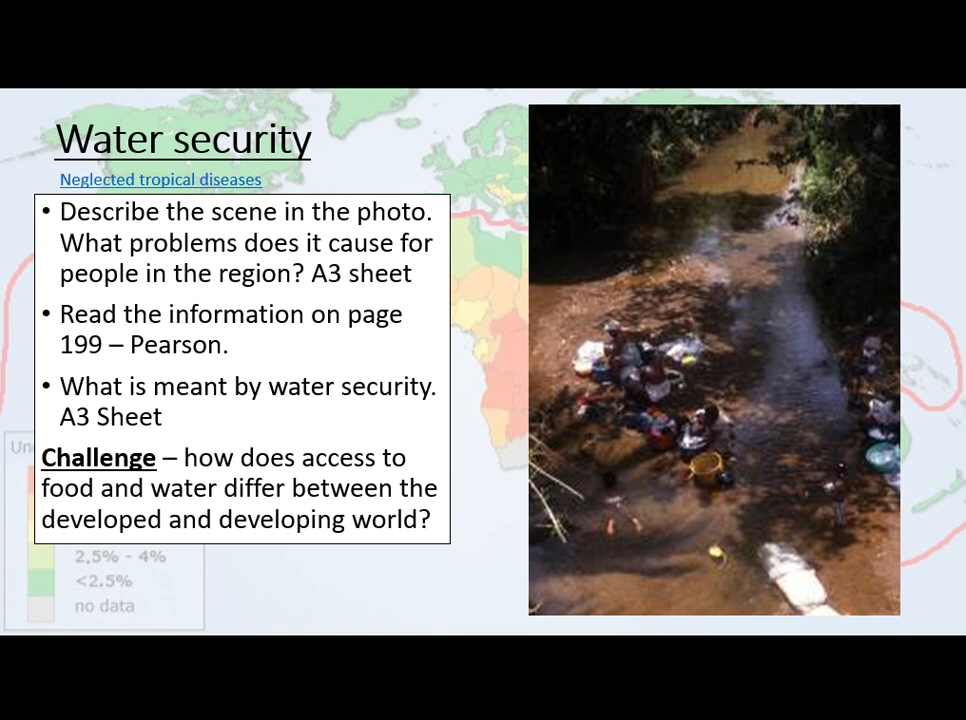 Water security
Neglected tropical diseases
• Describe the scene in the photo.
What problems does it cause for
people in the region? A3 sheet
• Read the information on page
199 – Pearson.
• What is meant by water security.
A3 Sheet
Challenge – how does access to
food and water differ between the
developed and developing world?
Un
2,5% - 4%
<2.5%
no data